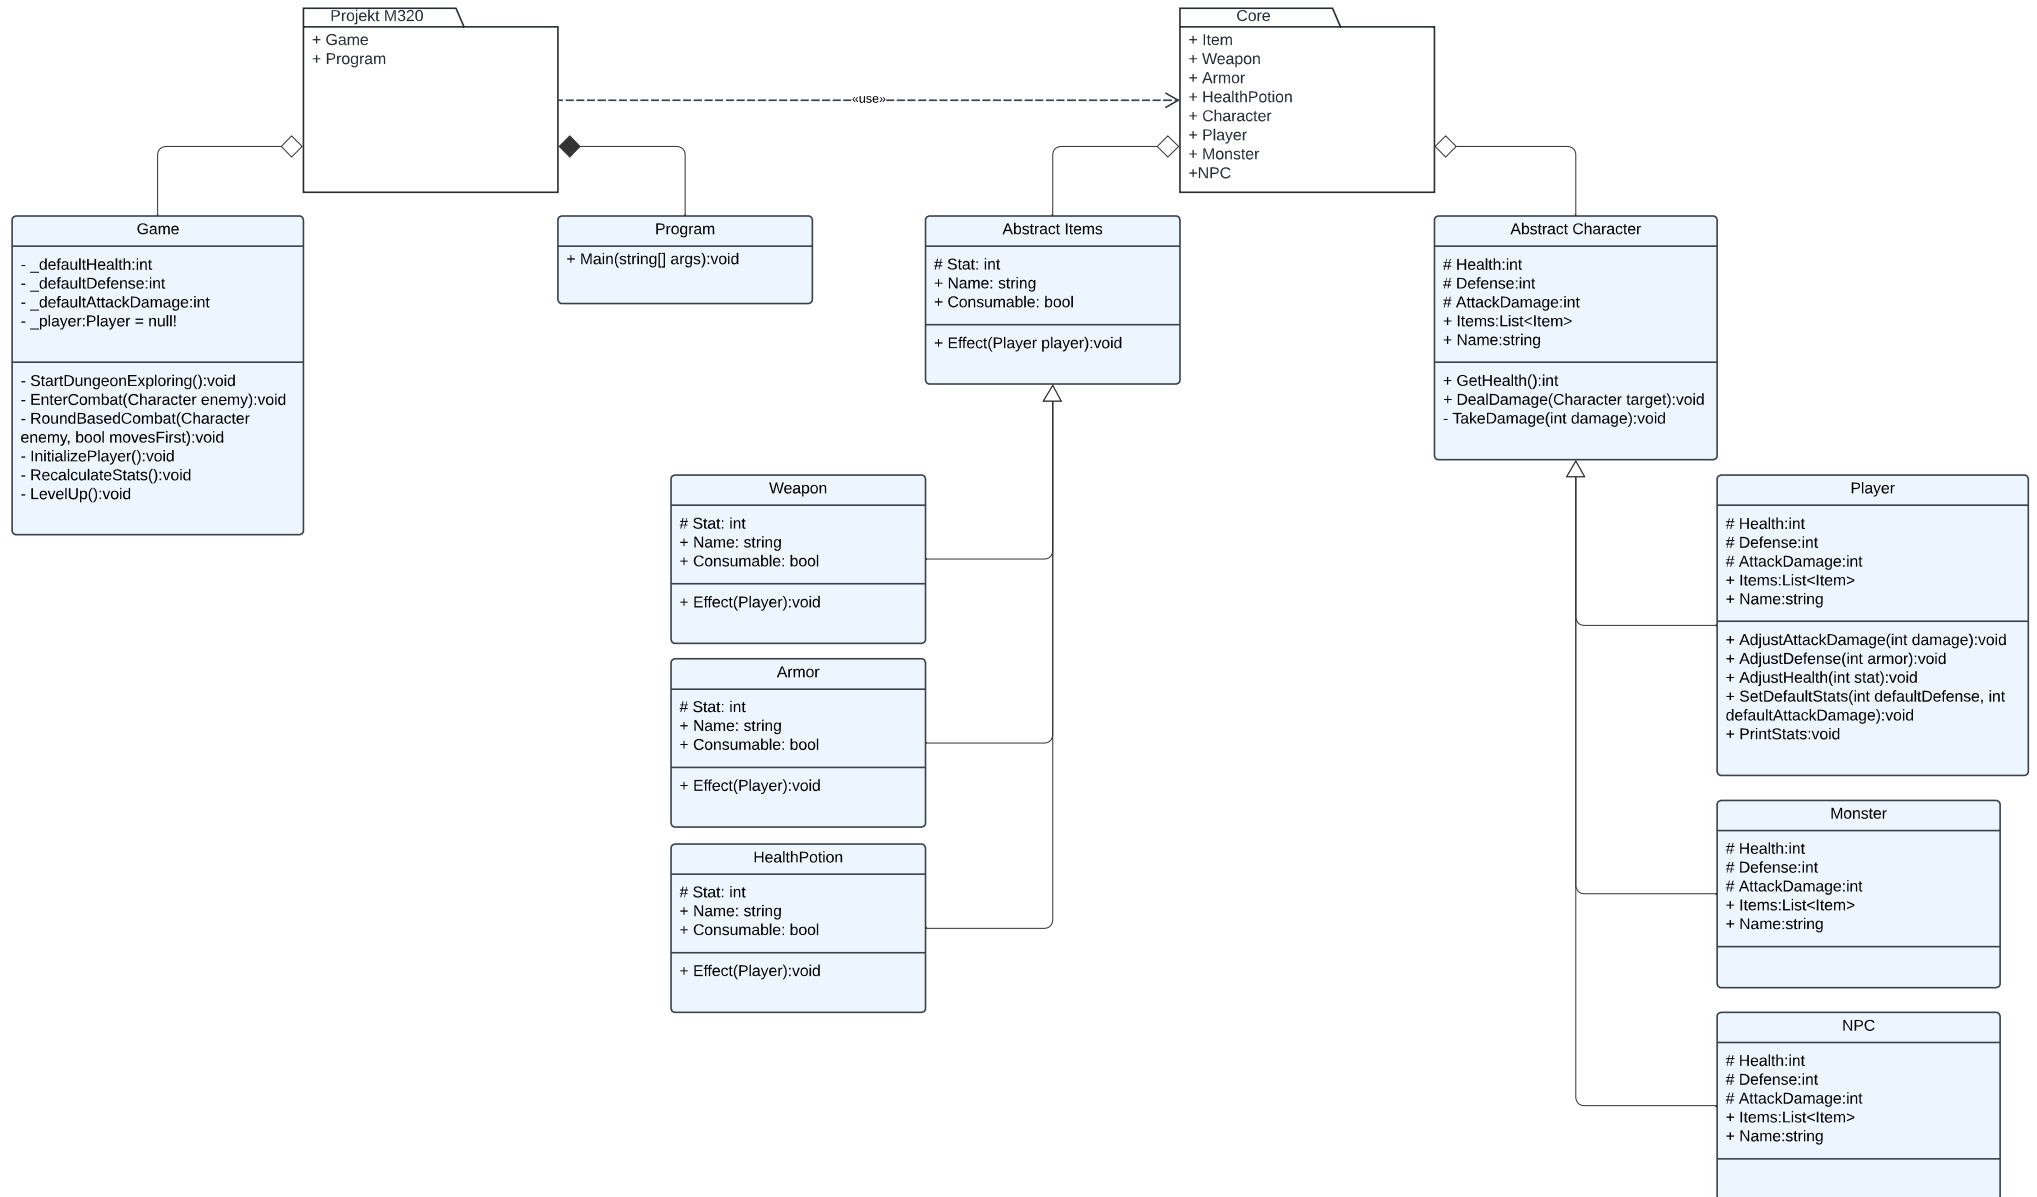 Projekt M320
+ Game
+ Program
«use»
Core
+ Item
+ Weapon
+ Armor
+ HealthPotion
+ Character
+ Player
+ Monster
+NPC
Game
- _defaultHealth:int
- _defaultDefense:int
- _defaultAttackDamage:int
- _player:Player = null!
- StartDungeonExploring():void
- EnterCombat(Character enemy):void
- RoundBasedCombat(Character
enemy, bool movesFirst):void
- InitializePlayer():void
- RecalculateStats():void
- LevelUp():void
Program
+ Main(string[] args):void
Abstract Items
# Stat: int
+ Name: string
+ Consumable: bool
+ Effect(Player player):void
Abstract Character
# Health:int
# Defense:int
# AttackDamage:int
+ Items:List<Item>
+ Name:string
+ GetHealth():int
+ DealDamage(Character target):void
- TakeDamage(int damage):void
Weapon
# Stat: int
+ Name: string
+ Consumable: bool
+ Effect(Player):void
Armor
# Stat: int
+ Name: string
+ Consumable: bool
+ Effect(Player):void
HealthPotion
# Stat: int
+ Name: string
+ Consumable: bool
+ Effect(Player):void
Player
# Health:int
# Defense:int
# AttackDamage:int
+ Items:List<Item>
+ Name:string
+ AdjustAttackDamage(int damage):void
+ AdjustDefense(int armor):void
+ AdjustHealth(int stat):void
+ SetDefaultStats(int defaultDefense, int
defaultAttackDamage):void
+ PrintStats:void
Monster
# Health:int
# Defense:int
# AttackDamage:int
+ Items:List<Item>
+ Name:string
NPC
# Health:int
# Defense:int
# AttackDamage:int
+ Items:List<Item>
+ Name:string